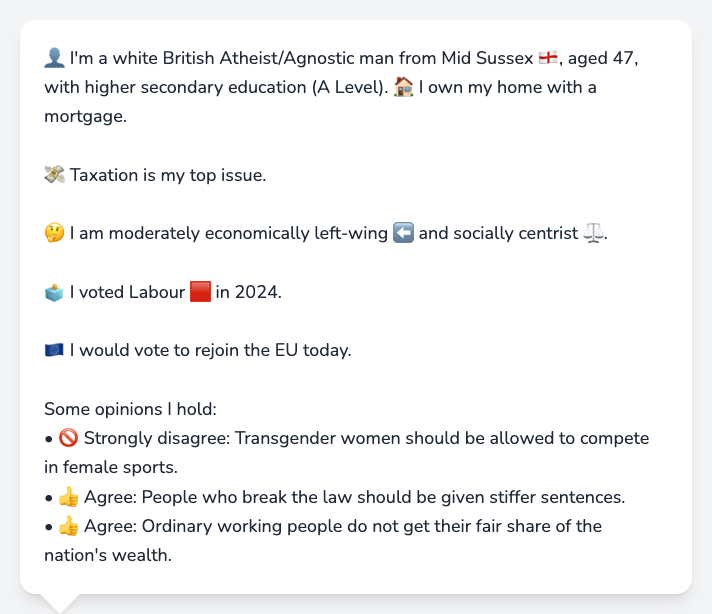 👤 I'm a white British Atheist/Agnostic man from Mid Sussex 🏴󠁧󠁢󠁥󠁮󠁧󠁿, aged 47,
with higher secondary education (A Level). 🏠 I own my home with a
mortgage.
💸 Taxation is my top issue.
🤔 I am moderately economically left-wing ⬅️ and socially centrist ⚖️.
🗳️ I voted Labour 🟥 in 2024.
🇪🇺 I would vote to rejoin the EU today.
Some opinions I hold:
• 🚫 Strongly disagree: Transgender women should be allowed to compete
in female sports.
• 👍 Agree: People who break the law should be given stiffer sentences.
• 👍 Agree: Ordinary working people do not get their fair share of the
nation's wealth.